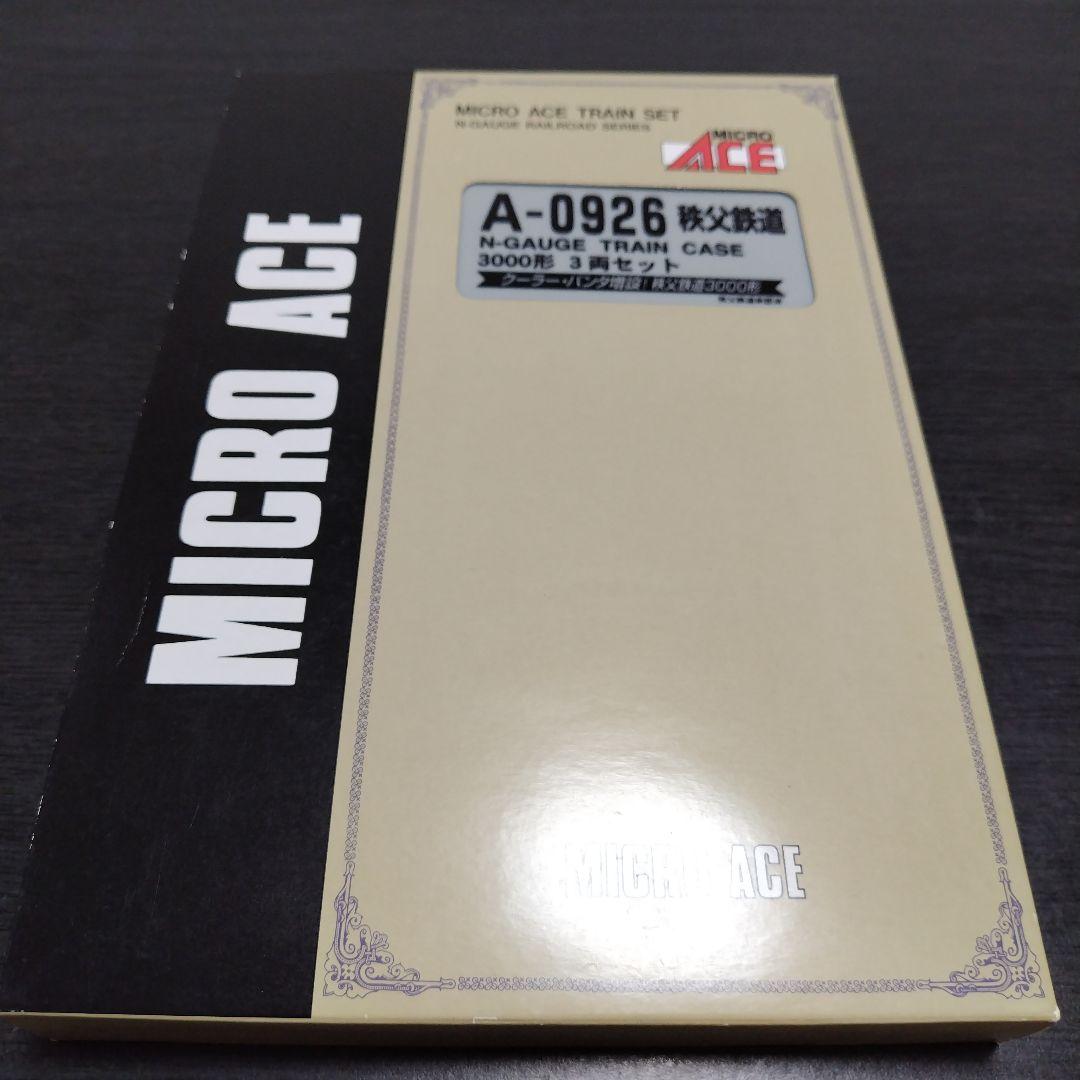 MICRO ACE TRAIN SET
N-GAUGE RAILROAD SERIES
MICRO
ACE
A-0926 秩父鉄道
N-GAUGE TRAIN CASE
3000形 3両セット
クーラー・パンタ増設! 秩父鉄道3000形
MICRO ACE
MICRO ACE